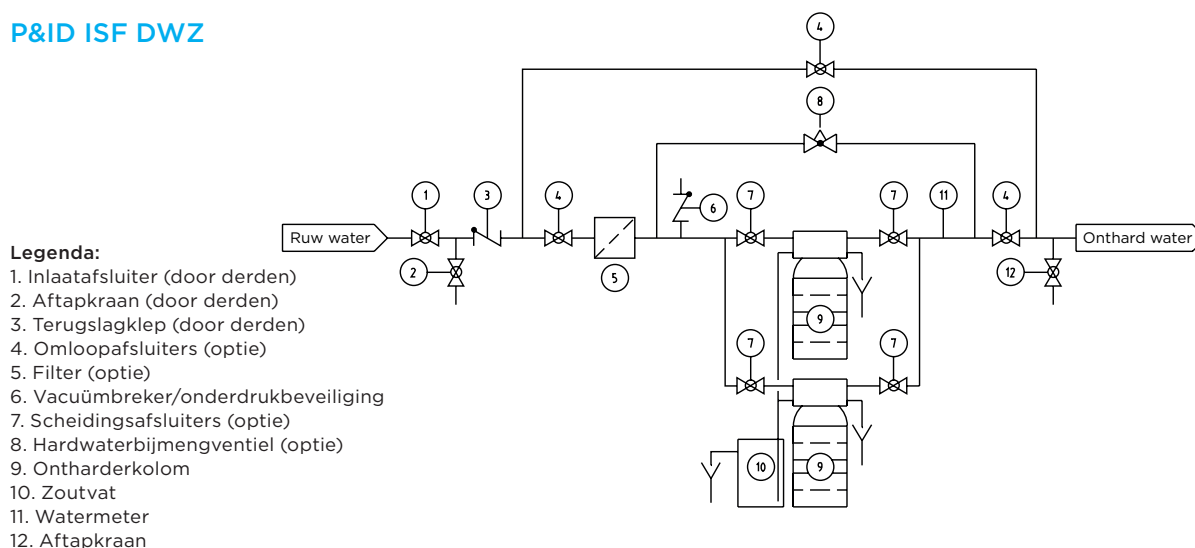 P&ID ISF DWZ
4
8
1
3
4
7
7
11
4
6
Ruw water
Onthard water
2
5
12
9
7
7
10
9
Legenda:
1. Inlaatafsluiter (door derden)
2. Aftapkraan (door derden)
3. Terugslagklep (door derden)
4. Omloopafsluiters (optie)
5. Filter (optie)
6. Vacuümbreker/onderdrukbeveiliging
7. Scheidingsafsluiters (optie)
8. Hardwaterbijmengventiel (optie)
9. Ontharderkolom
10. Zoutvat
11. Watermeter
12. Aftapkraan